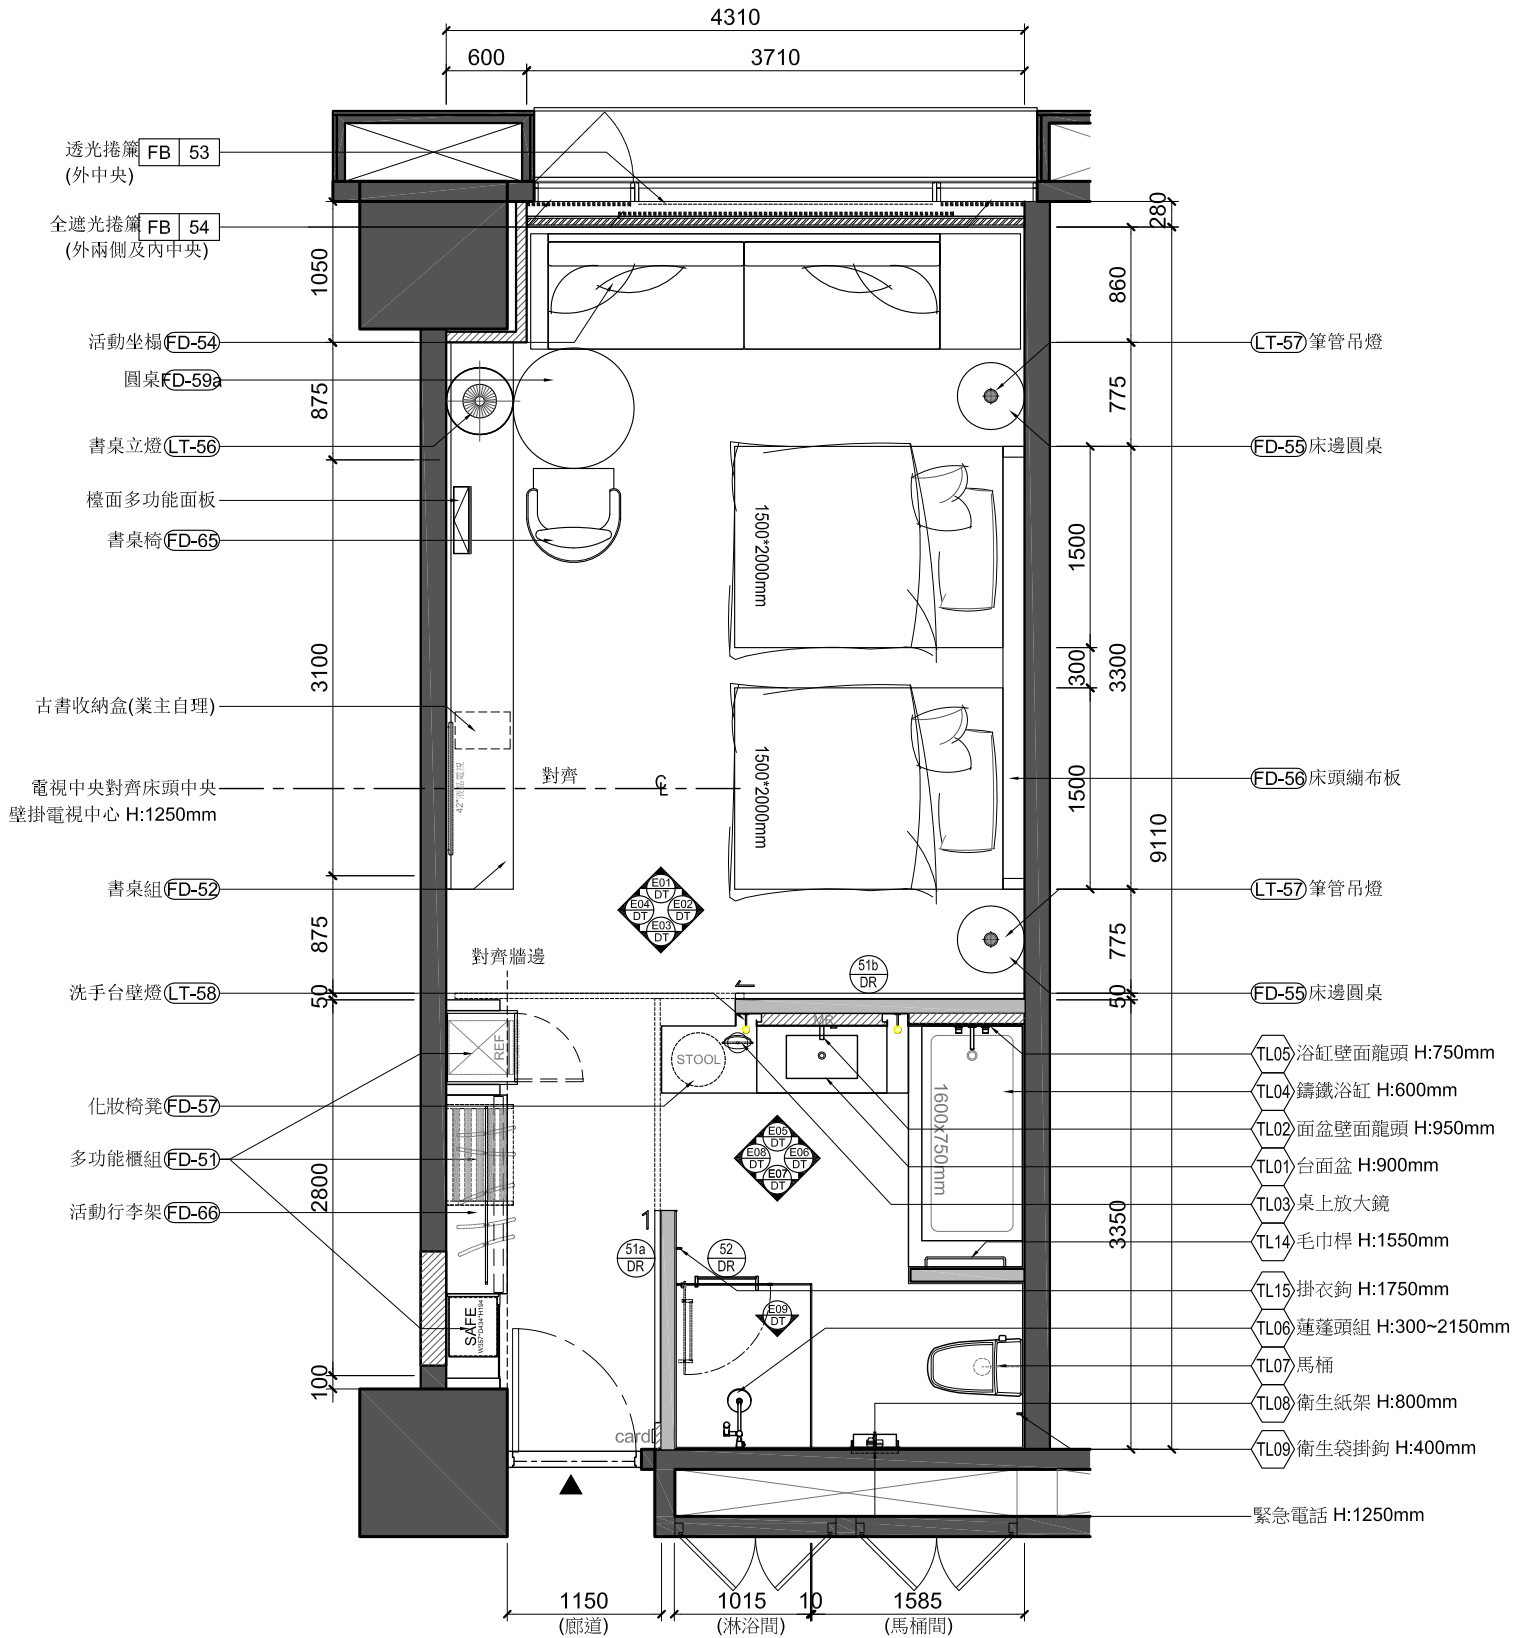 4310
600
3710
透光捲簾 FB 53
(外中央)
全遮光捲簾 FB 54
(外兩側及內中央)
280
1050
860
活動坐榻 FD-54
LT-57 筆管吊燈
圓桌 FD-59a
875
775
書桌立燈 LT-56
FD-55 床邊圓桌
檯面多功能面板
書桌椅 FD-65
1500*2000mm
1500
3100
300
3300
古書收納盒(業主自理)
電視中央對齊床頭中央
壁掛電視中心 H:1250mm
42"液晶電視
對齊
CL
1500*2000mm
FD-56 床頭繃布板
1500
9110
書桌組 FD-52
LT-57 筆管吊燈
E01
DT
E04
DT
E02
DT
E03
DT
875
775
對齊牆邊
51b
DR
洗手台壁燈 LT-58
50
50
FD-55 床邊圓桌
MR
REF
STOOL
TL05 浴缸壁面龍頭 H:750mm
TL04 鑄鐵浴缸 H:600mm
化妝椅凳 FD-57
1600x750mm
TL02 面盆壁面龍頭 H:950mm
E05
DT
E08
DT
E06
DT
E07
DT
多功能櫃組 FD-51
TL01 台面盆 H:900mm
2800
TL03 桌上放大鏡
活動行李架 FD-66
3350
TL14 毛巾桿 H:1550mm
51a
DR
52
DR
TL15 掛衣鉤 H:1750mm
SAFE
W357*D434*H194
E09
DT
TL06 蓮蓬頭組 H:300~2150mm
TL07 馬桶
100
TL08 衛生紙架 H:800mm
card
TL09 衛生袋掛鉤 H:400mm
緊急電話 H:1250mm
1150
(廊道)
1015
(淋浴間)
10
1585
(馬桶間)